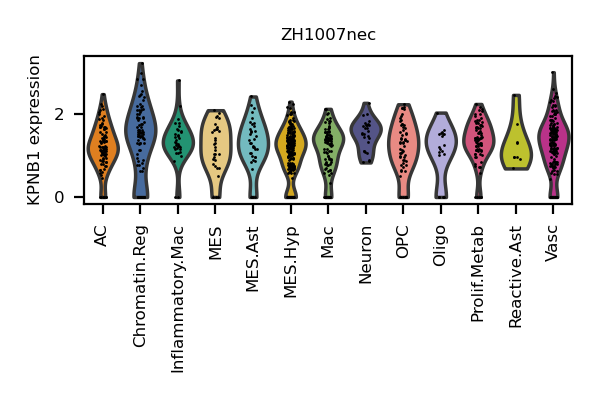 ZH1007nec
KPNB1 expression
2
0
AC
Chromatin.Reg
Inflammatory.Mac
MES
MES.Ast
MES.Hyp
Mac
Neuron
OPC
Oligo
Prolif.Metab
Reactive.Ast
Vasc